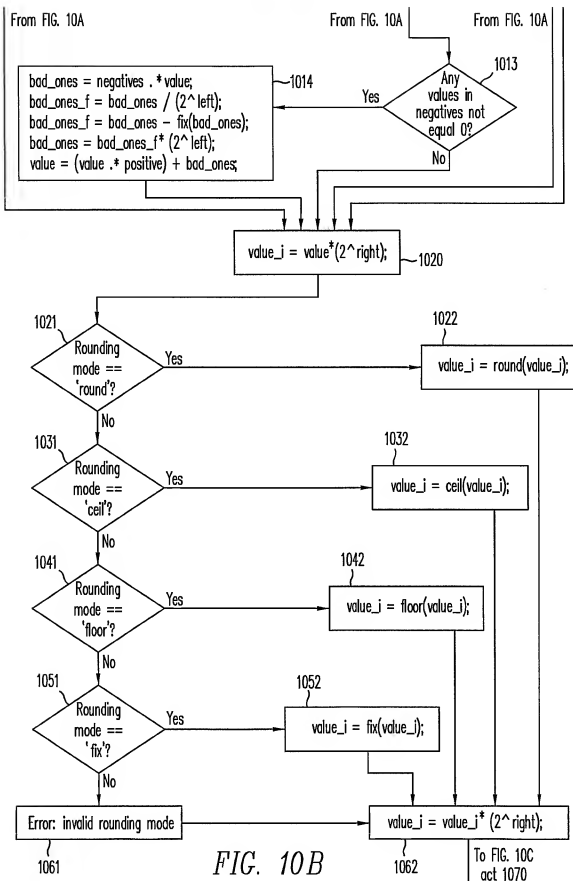 From FIG. 10A
From FIG. 10A
From FIG. 10A
1013
Any
values in
negatives not
equal 0?
Yes
No
1014
bad_ones = negatives .* value;
bad_ones_f = bad_ones / (2^left);
bad_ones_f = bad_ones – fix(bad_ones);
bad_ones = bad_ones_f* (2^left);
value = (value .* positive) + bad_ones;
value_i = value*(2^right);
1020
1021
Rounding
mode ==
'round'?
Yes
No
1022
value_i = round(value_i);
1031
Rounding
mode ==
'ceil'?
Yes
No
1032
value_i = ceil(value_i);
1041
Rounding
mode ==
'floor'?
Yes
No
1042
value_i = floor(value_i);
1051
Rounding
mode ==
'fix'?
Yes
No
1052
value_i = fix(value_i);
Error: invalid rounding mode
1061
value_i = value_i* (2^right);
1062
To FIG. 10C
act 1070
FIG. 10B